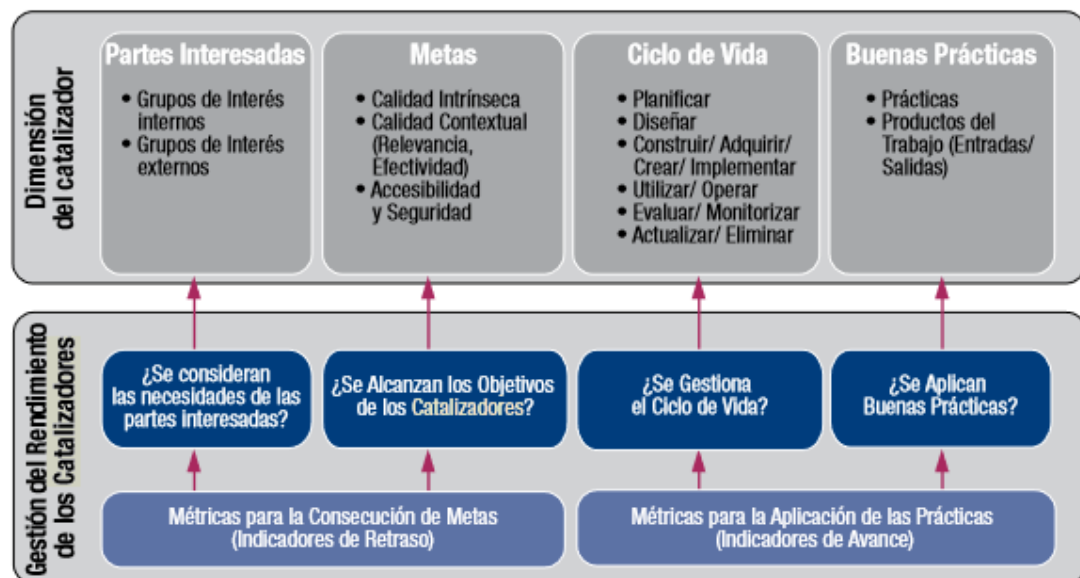 Dimensión
del catalizador
Partes Interesadas
• Grupos de Interés
internos
• Grupos de Interés
externos
Metas
• Calidad Intrínseca
• Calidad Contextual
(Relevancia,
Efectividad)
• Accesibilidad
y Seguridad
Ciclo de Vida
• Planificar
• Diseñar
• Construir/ Adquirir/
Crear/ Implementar
• Utilizar/ Operar
• Evaluar/ Monitorizar
• Actualizar/ Eliminar
Buenas Prácticas
• Prácticas
• Productos del
Trabajo (Entradas/
Salidas)
Gestión del Rendimiento
de los Catalizadores
¿Se consideran
las necesidades de las
partes interesadas?
¿Se Alcanzan los Objetivos
de los Catalizadores?
¿Se Gestiona
el Ciclo de Vida?
¿Se Aplican
Buenas Prácticas?
Métricas para la Consecución de Metas
(Indicadores de Retraso)
Métricas para la Aplicación de las Prácticas
(Indicadores de Avance)